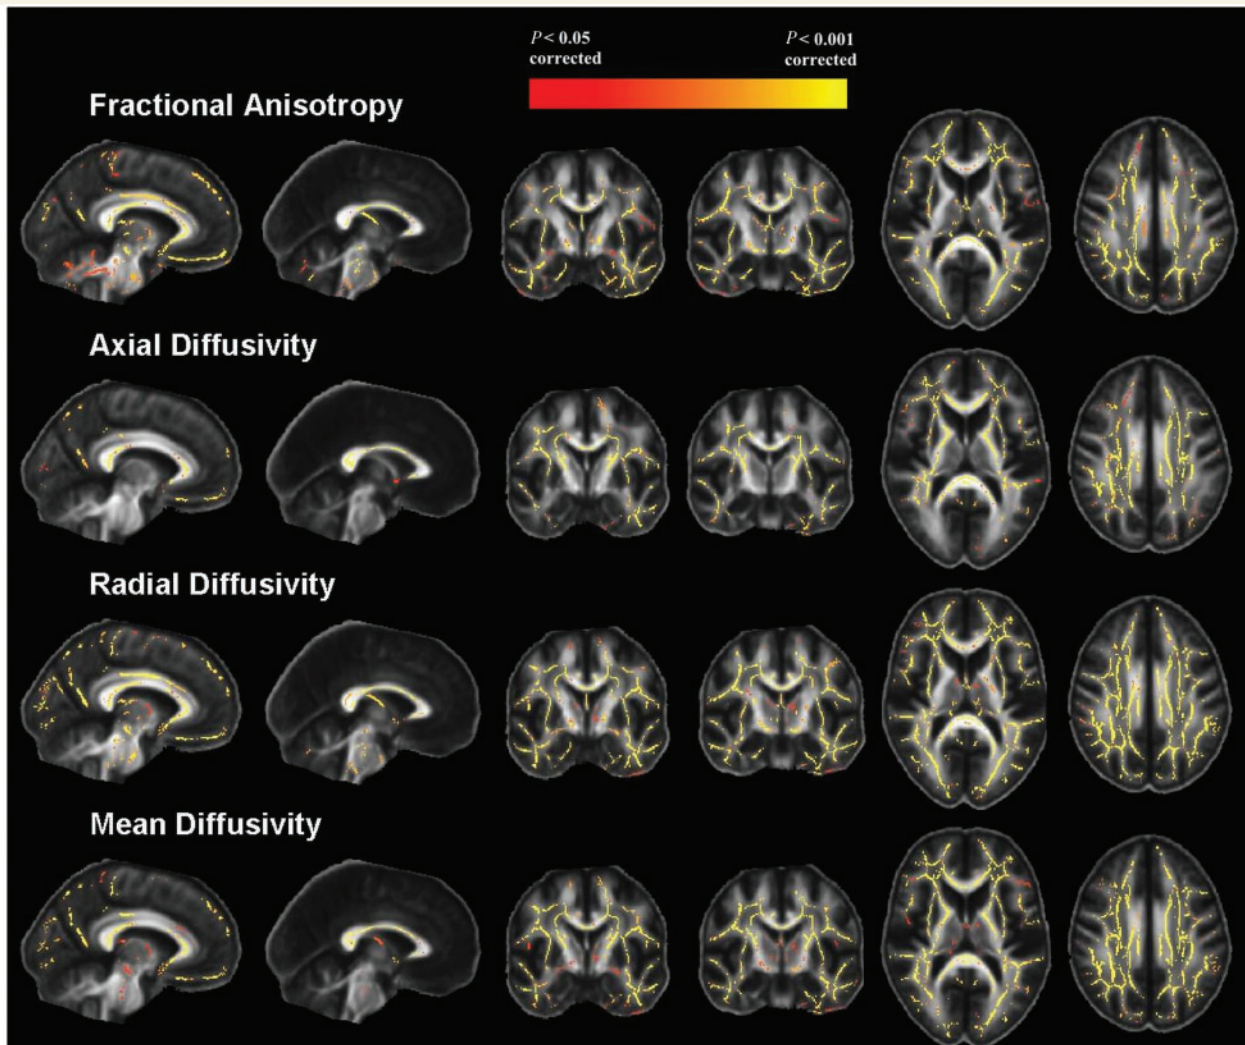 P < 0.05
corrected
P < 0.001
corrected
Fractional Anisotropy
Axial Diffusivity
Radial Diffusivity
Mean Diffusivity